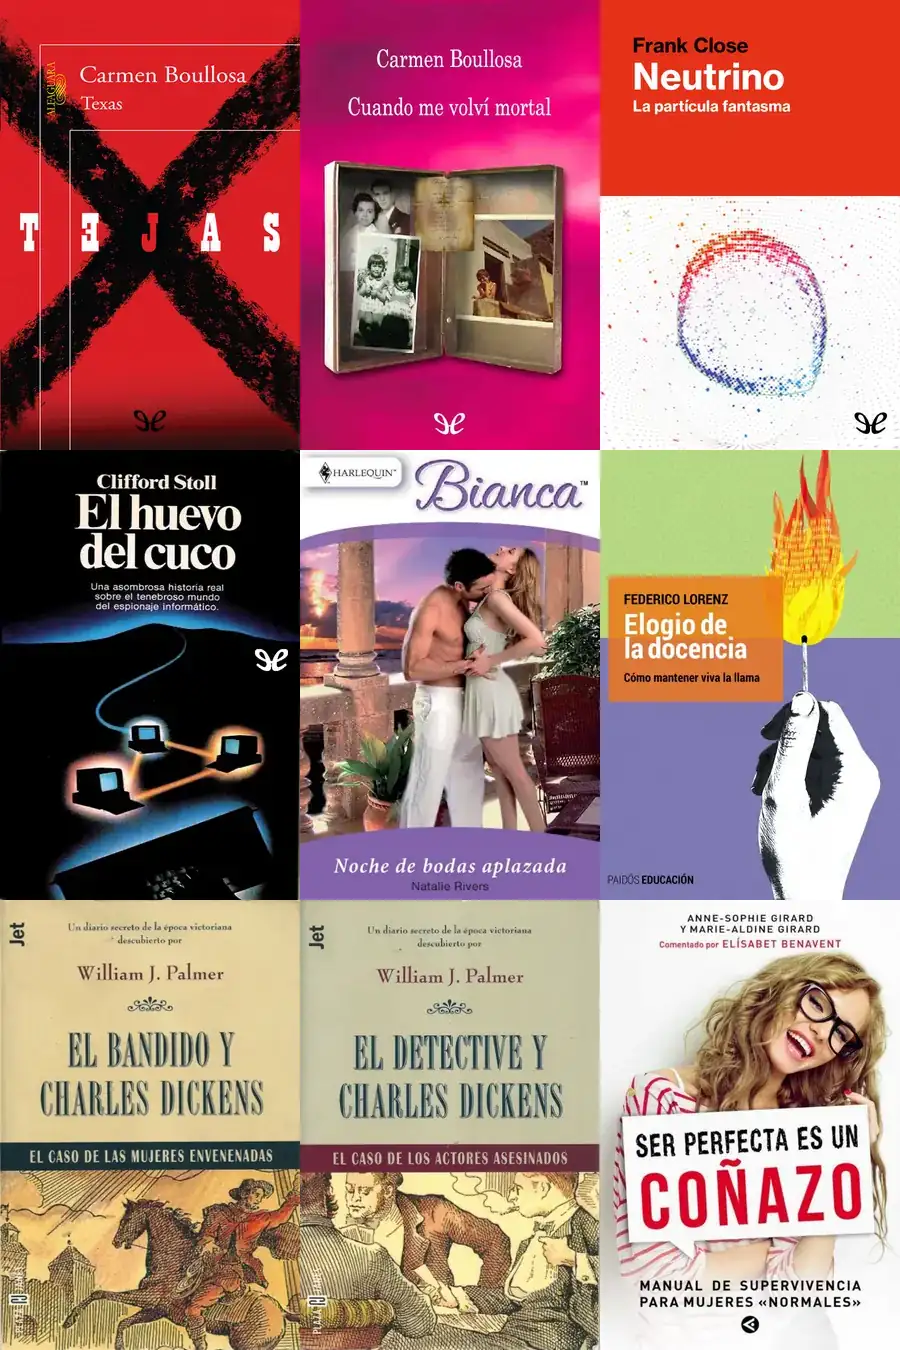 ALFAGUARA
Carmen Boullosa
Texas
TEJAS
Carmen Boullosa
Cuando me volví mortal
Frank Close
Neutrino
La partícula fantasma
Clifford Stoll
El huevo
del cuco
Una asombrosa historia real
sobre el tenebroso mundo
del espionaje informático.
HARLEQUIN™
Bianca™
Noche de bodas aplazada
Natalie Rivers
FEDERICO LORENZ
Elogio de
la docencia
Cómo mantener viva la llama
PAIDÓS EDUCACIÓN
Jet
Un diario secreto de la época victoriana
descubierto por
William J. Palmer
EL BANDIDO Y
CHARLES DICKENS
EL CASO DE LAS MUJERES ENVENENADAS
Jet
Un diario secreto de la época victoriana
descubierto por
William J. Palmer
EL DETECTIVE Y
CHARLES DICKENS
EL CASO DE LOS ACTORES ASESINADOS
ANNE-SOPHIE GIRARD
Y MARIE-ALDINE GIRARD
Comentado por ELÍSABET BENAVENT
SER PERFECTA ES UN
COÑAZO
MANUAL DE SUPERVIVENCIA
PARA MUJERES «NORMALES»